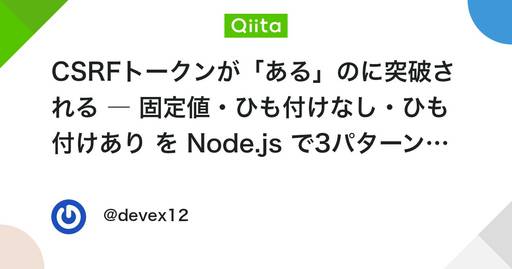 Qiita
CSRFトークンが「ある」のに突破さ
れる ― 固定値・ひも付けなし・ひも
付けあり を Node.js で3パターン…
@devex12